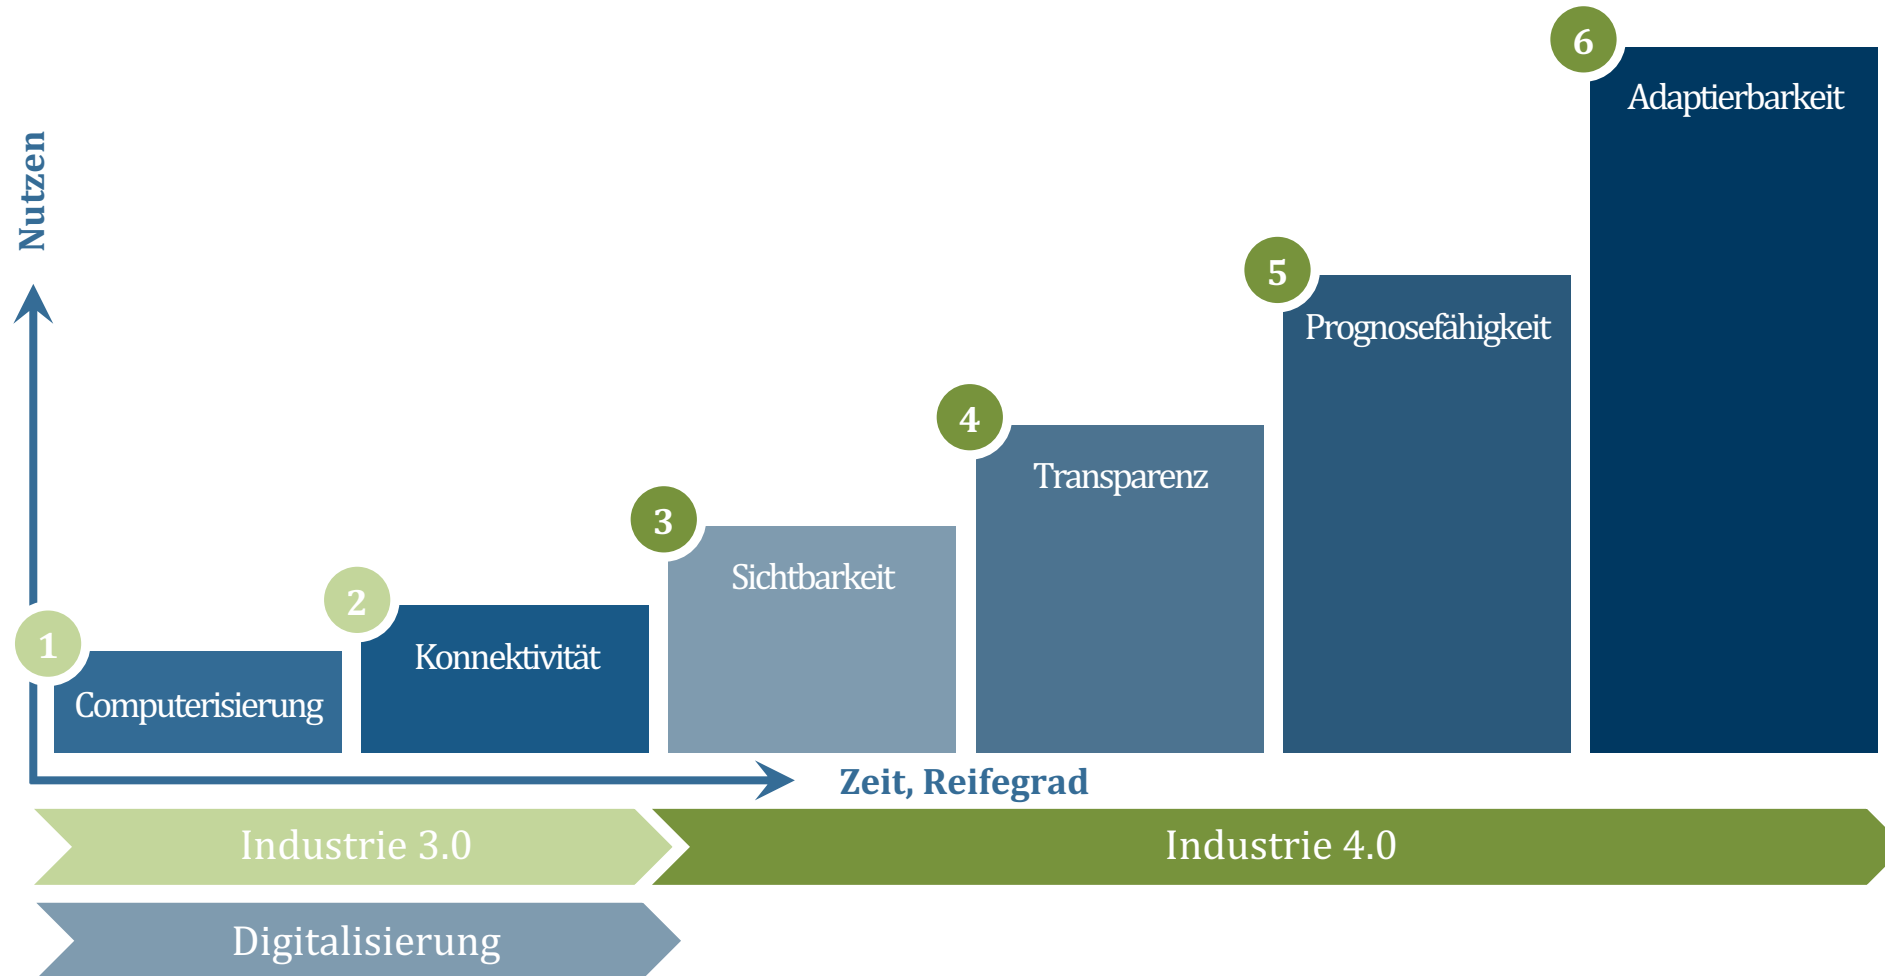 Nutzen
1
Computerisierung
2
Konnektivität
3
Sichtbarkeit
4
Transparenz
5
Prognosefähigkeit
6
Adaptierbarkeit
Zeit, Reifegrad
Industrie 3.0
Industrie 4.0
Digitalisierung